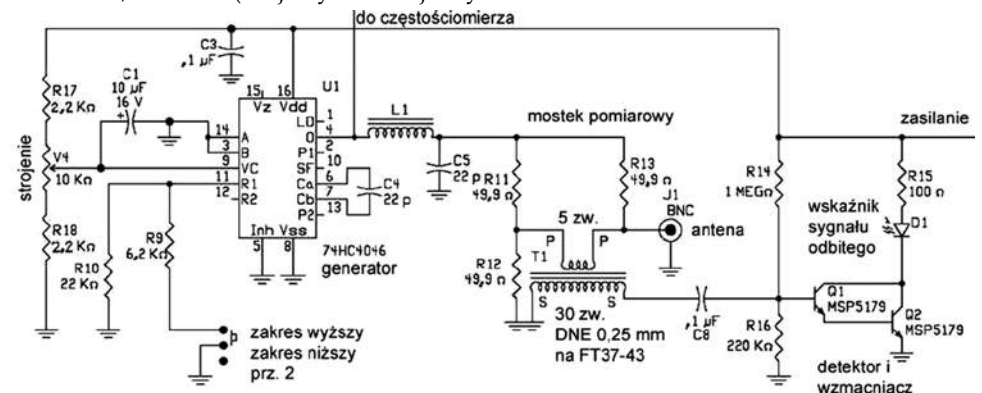 do częstościomierza
C3
,1 µF
U1
C1
10 µF
16 V
R17
2,2 KΩ
15
16
Vz Vdd
LD
1
L1
mostek pomiarowy
zasilanie
14
A
O
4
3
B
P1
2
9
VC
SF
10
11
R1
Ca
6
12
R2
Cb
7
P2
13
Inh Vss
5
8
74HC4046
generator
C4
22 p
C5
22 p
strojenie
V4
10 KΩ
R18
2,2 KΩ
R10
22 KΩ
R9
6,2 KΩ
R11
49,9 Ω
R13
49,9 Ω
J1
BNC
antena
R14
1 MEGΩ
R15
100 Ω
D1
wskaźnik
sygnału
odbitego
5 zw.
P
P
T1
R12
49,9 Ω
S
S
30 zw.
DNE 0,25 mm
na FT37-43
,1 µF
C8
Q1
MSP5179
Q2
MSP5179
R16
220 KΩ
detektor i
wzmacniacz
zakres wyższy
zakres niższy
prz. 2